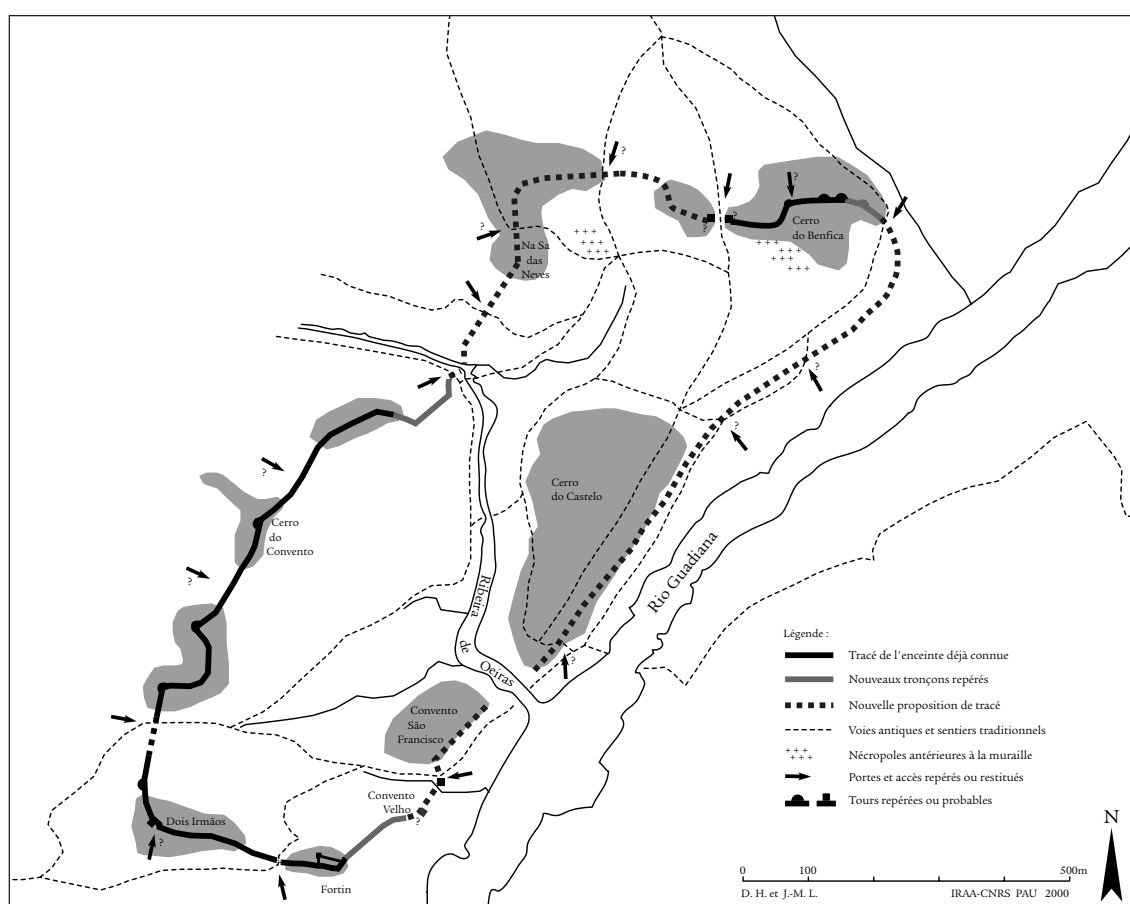 ?
?
?
?
?
?
Na Sa
das
Neves
Cerro
do Benfica
+++
++++
+++
+++
++++
+++
?
?
?
Cerro
do Castelo
Cerro
do
Convento
?
Rio Guadiana
Ribeira
de
Oeiras
?
Convento
São
Francisco
Convento
Velho
?
Dois Irmãos
?
Fortin
Légende :
Tracé de l'enceinte déjà connue
Nouveaux tronçons repérés
Nouvelle proposition de tracé
Voies antiques et sentiers traditionnels
Nécropoles antérieures à la muraille
Portes et accès repérés ou restitués
Tours repérées ou probables
N
0 100 500m
D. H. et J.-M. L. IRAA-CNRS PAU 2000